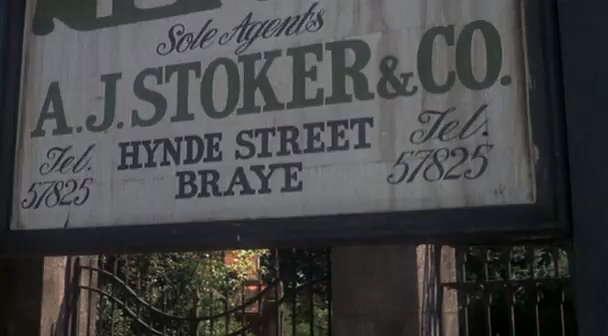 Sole Agents
A.J. STOKER & CO.
Tel. HYNDE STREET Tel.
57825 BRAYE 57825